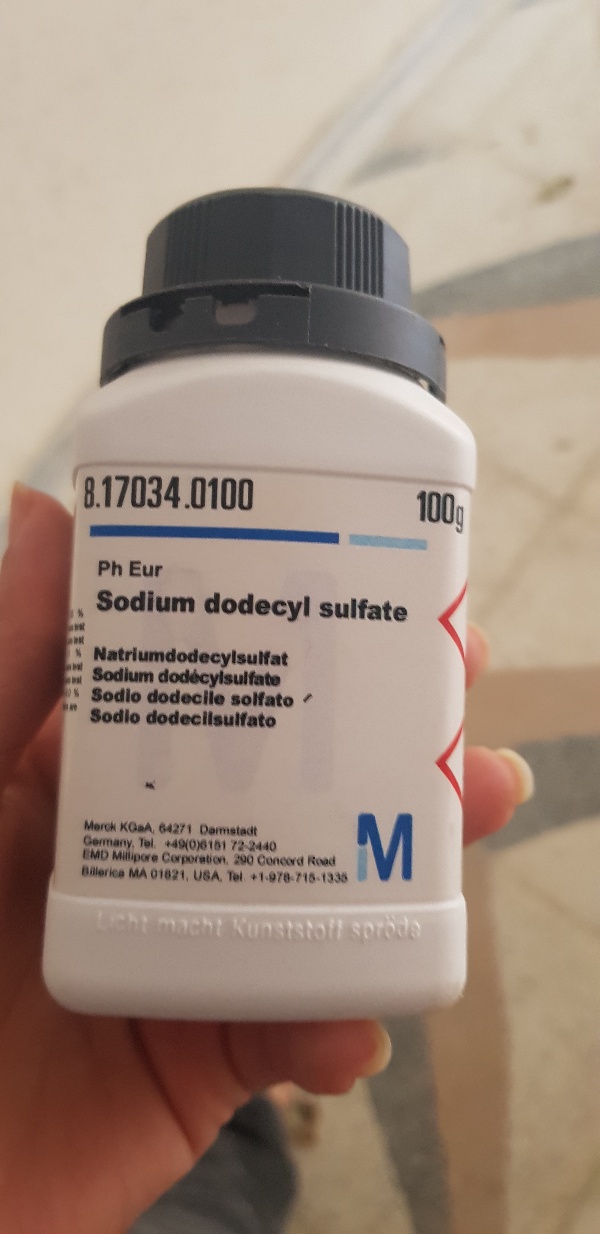 8.17034.0100
100g
Ph Eur
Sodium dodecyl sulfate
Natriumdodecylsulfat
Sodium dodécylsulfate
Sodio dodecile solfato
Sodio dodecilsulfato
Merck KGaA, 64271 Darmstadt
Germany, Tel. +49(0)6151 72-2440
EMD Millipore Corporation, 290 Concord Road
Billerica MA 01821, USA, Tel. +1-978-715-1335
M
Licht macht Kunststoff spröde